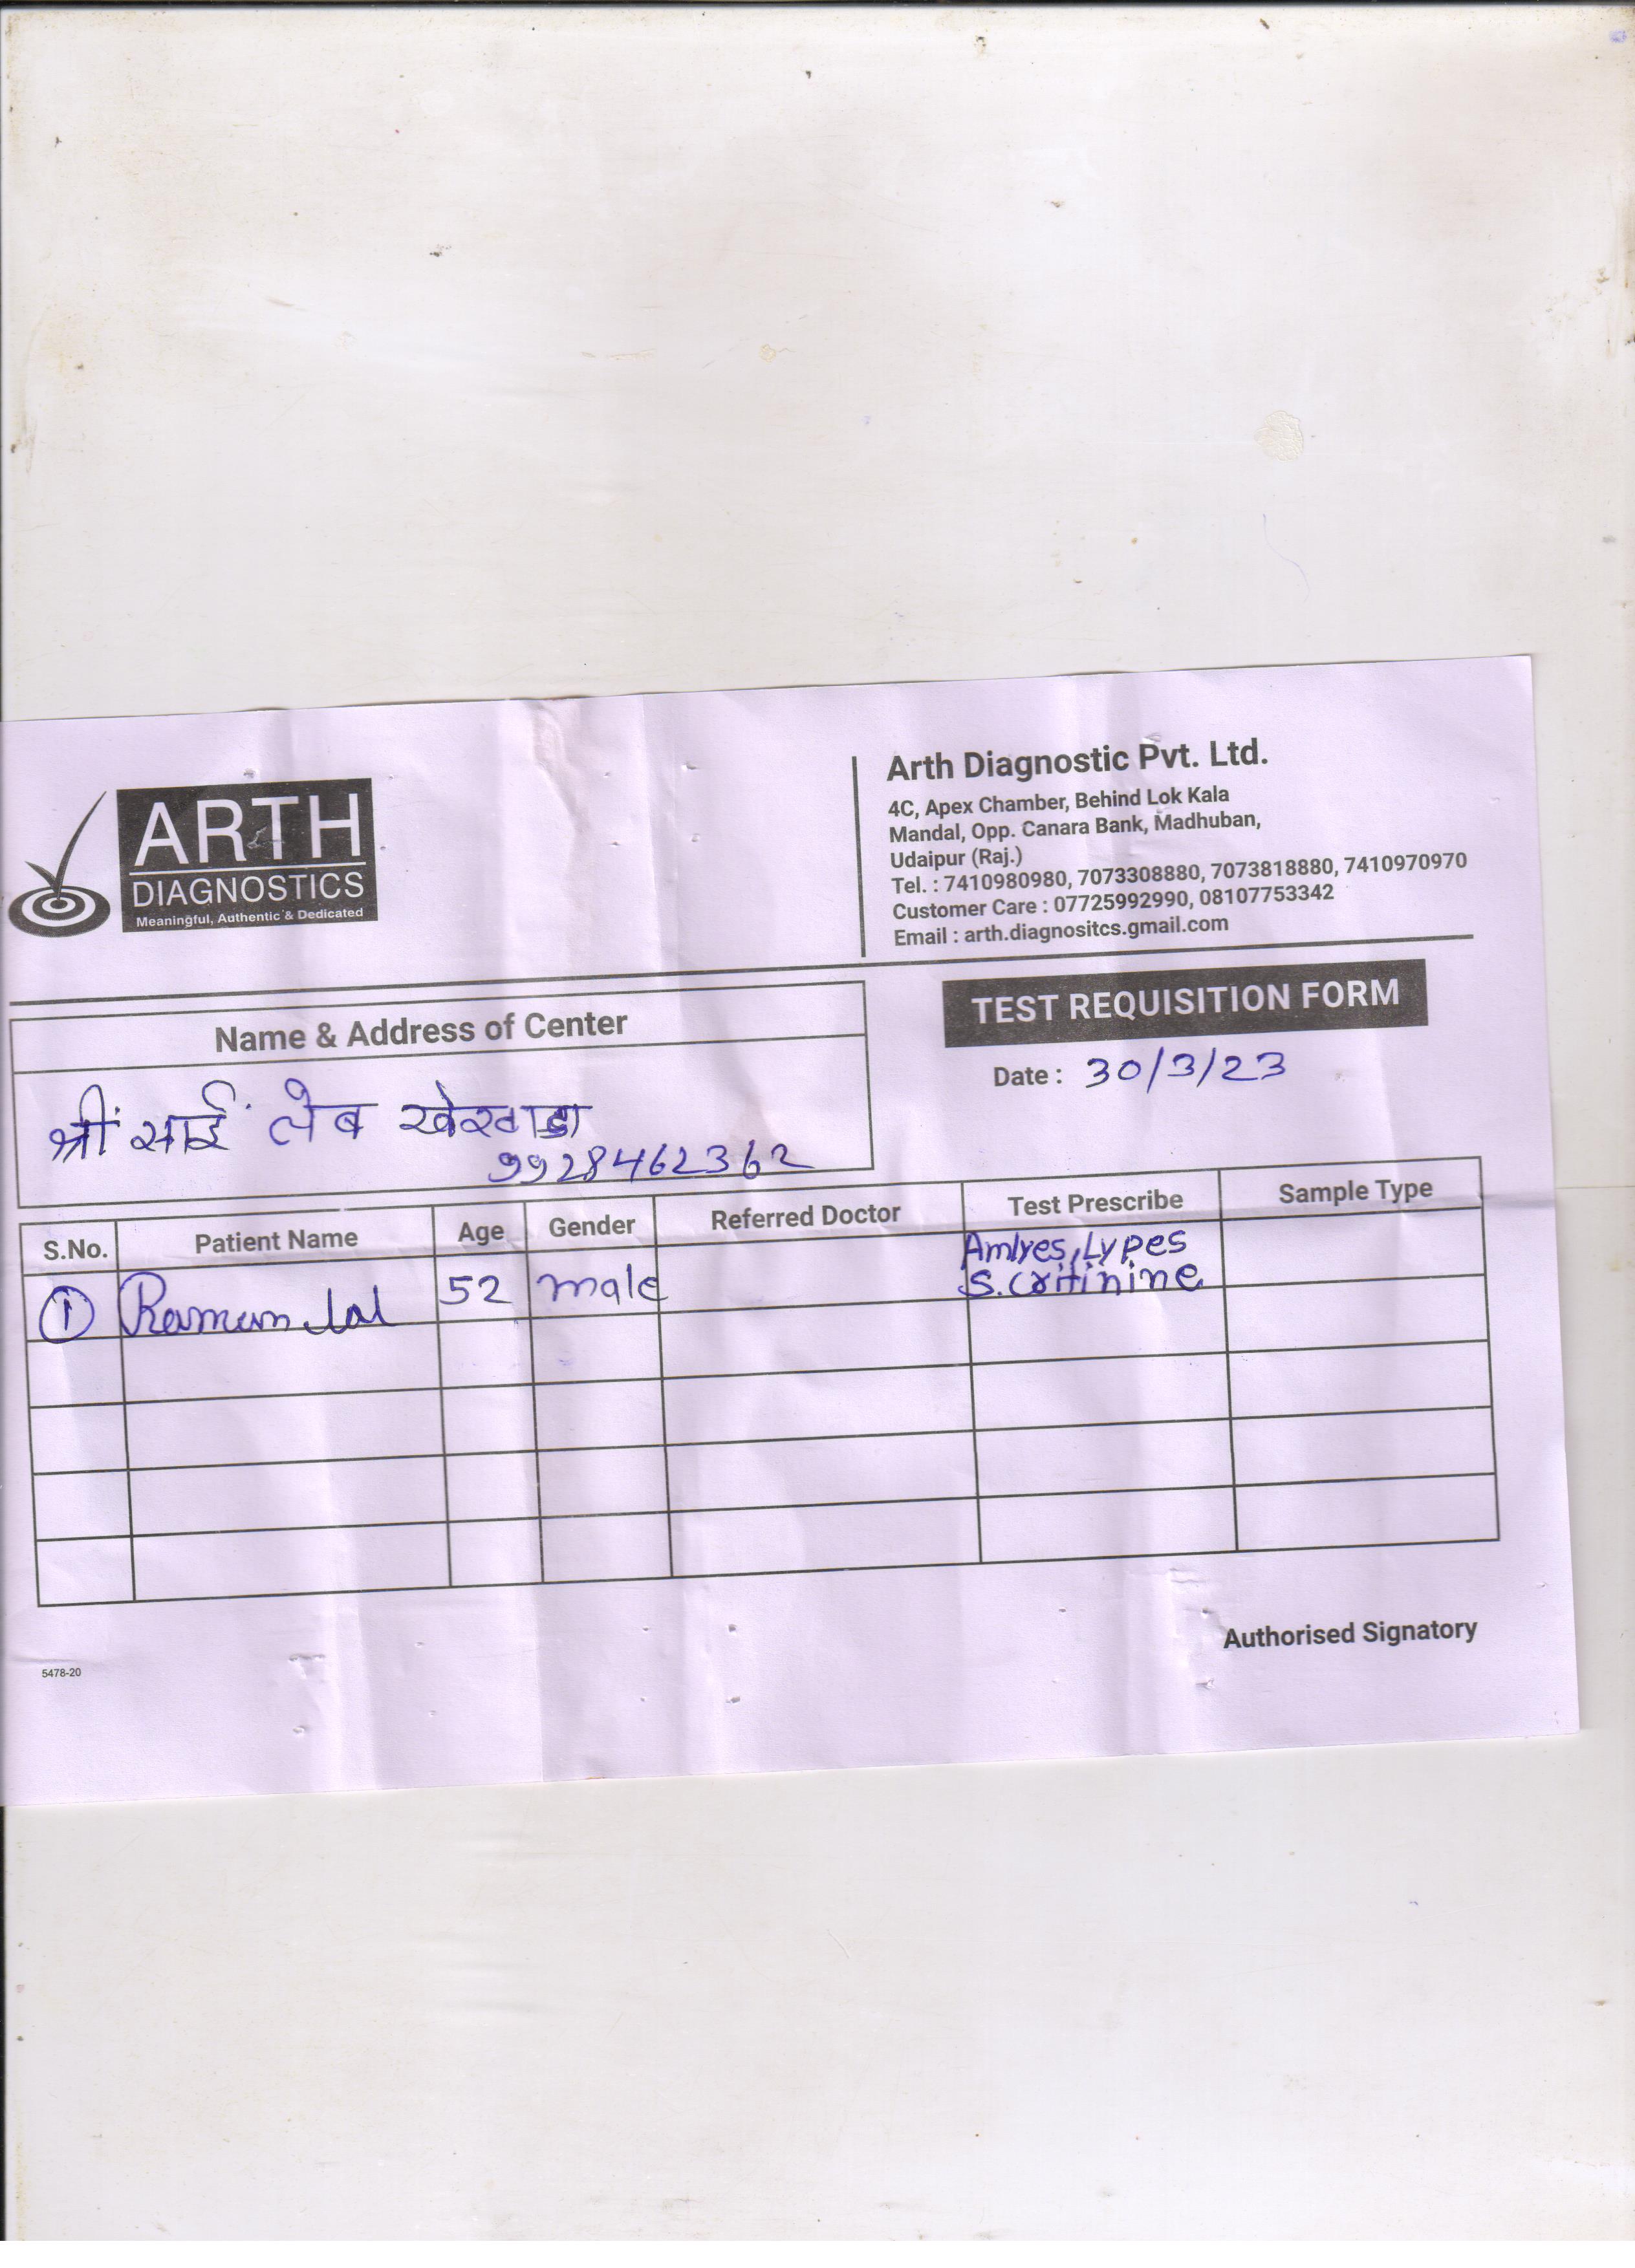 ARTH
DIAGNOSTICS
Meaningful, Authentic & Dedicated
Arth Diagnostic Pvt. Ltd.
4C, Apex Chamber, Behind Lok Kala
Mandal, Opp. Canara Bank, Madhuban,
Udaipur (Raj.)
Tel. : 7410980980, 7073308880, 7073818880, 7410970970
Customer Care : 07725992990, 08107753342
Email : arth.diagnositcs.gmail.com
Name & Address of Center
श्रीं साईं लेब खेरवाडा
9928462362
TEST REQUISITION FORM
Date : 30/3/23
S.No. Patient Name Age Gender Referred Doctor Test Prescribe Sample Type
1 Raman lal 52 male Amlyes, Lypes
S. Critinine
Authorised Signatory
5478-20